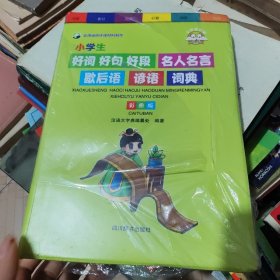 小学生
好词 好句 好段 名人名言
歇后语 谚语 词典
XIAOXUESHENG HAOCI HAOJU HAODUAN MINGRENMINGYAN
XIEHOUYU YANYU CIDIAN
彩图版
CAITUBAN
汉语大字典编纂处 编著
四川辞书出版社